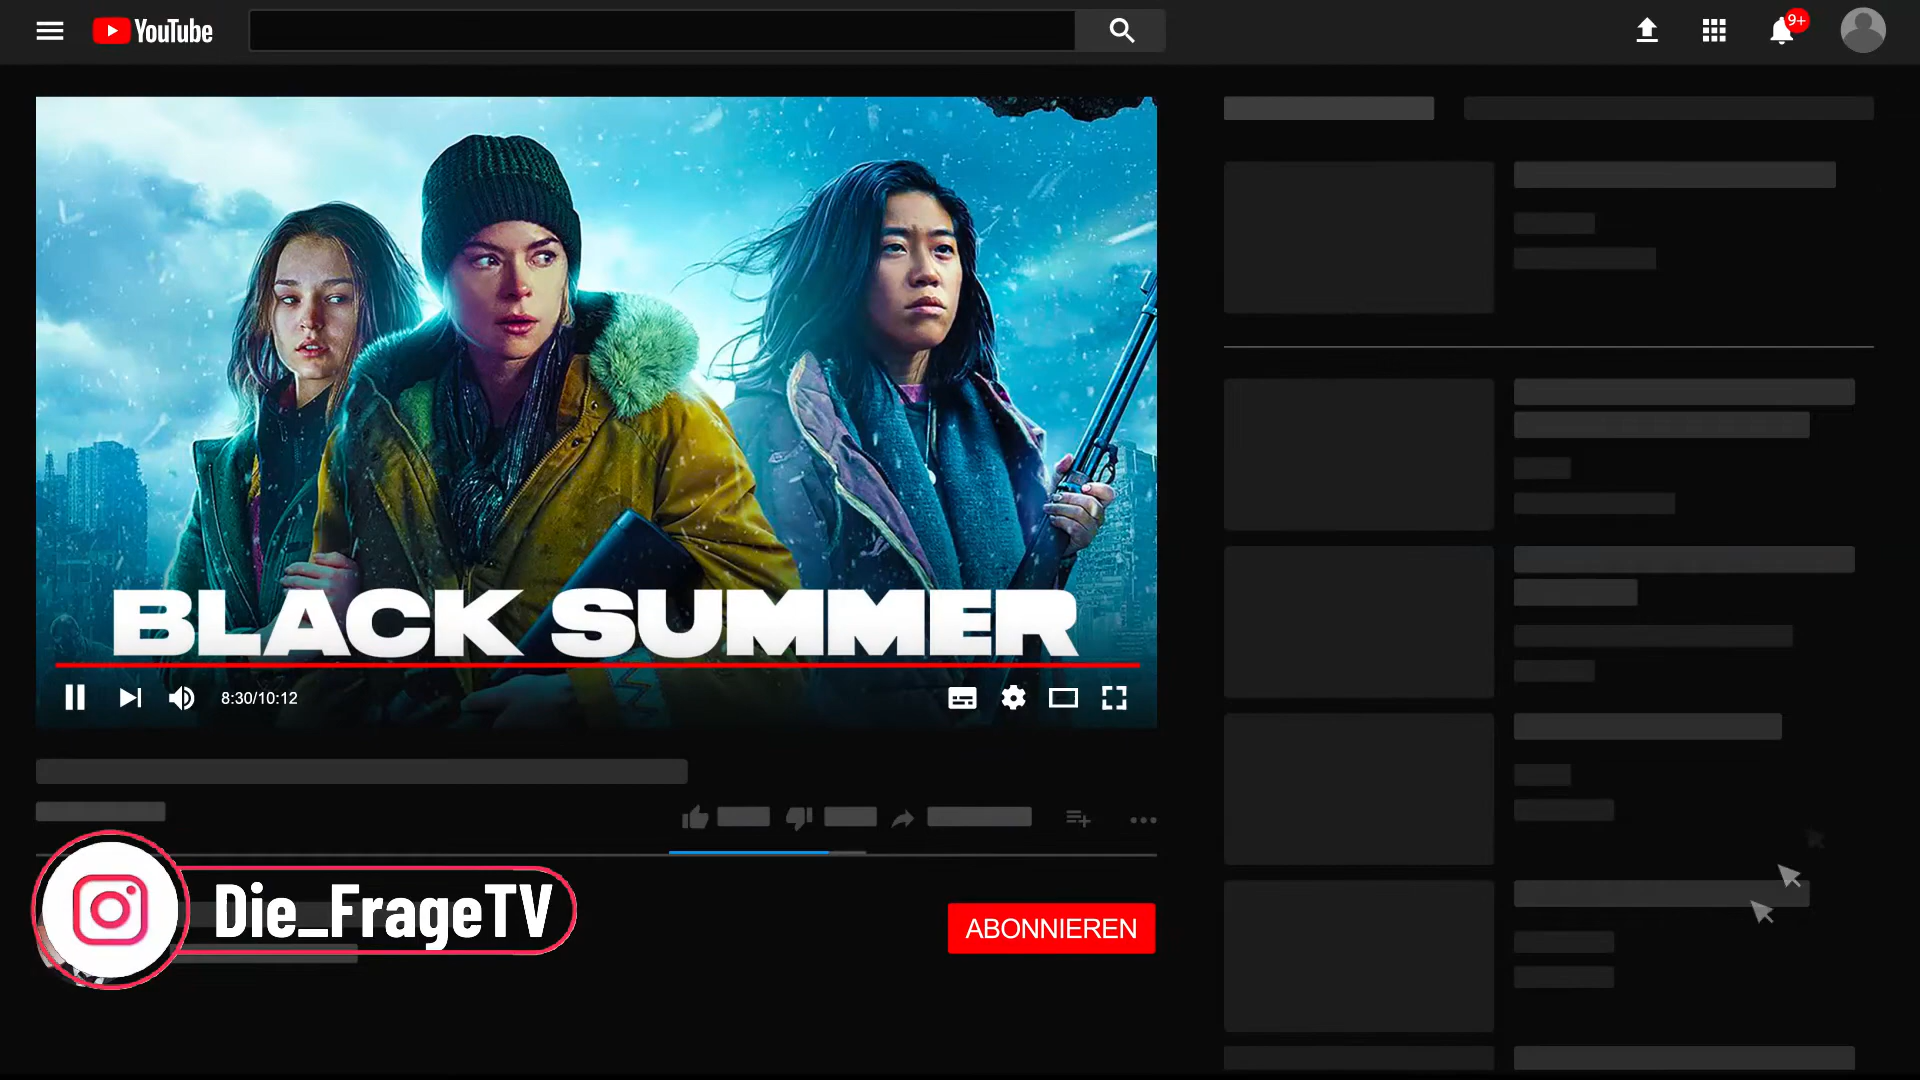 YouTube
9+
BLACK SUMMER
8:30/10:12
Die_FrageTV
ABONNIEREN